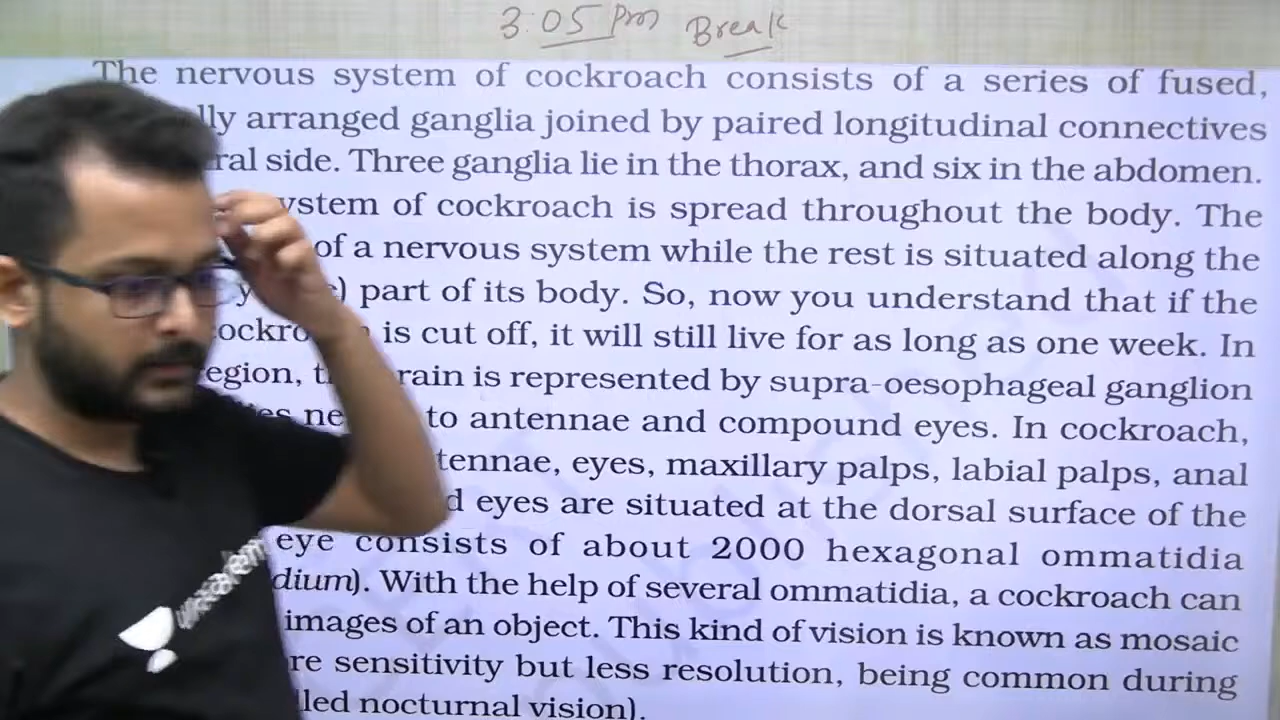 3:05 Pm Break
The nervous system of cockroach consists of a series of fused,
lly arranged ganglia joined by paired longitudinal connectives
ral side. Three ganglia lie in the thorax, and six in the abdomen.
ystem of cockroach is spread throughout the body. The
of a nervous system while the rest is situated along the
) part of its body. So, now you understand that if the
is cut off, it will still live for as long as one week. In
egion, rain is represented by supra-oesophageal ganglion
to antennae and compound eyes. In cockroach,
tennae, eyes, maxillary palps, labial palps, anal
d eyes are situated at the dorsal surface of the
eye consists of about 2000 hexagonal ommatidia
dium). With the help of several ommatidia, a cockroach can
images of an object. This kind of vision is known as mosaic
re sensitivity but less resolution, being common during
lled nocturnal vision).
unacademy